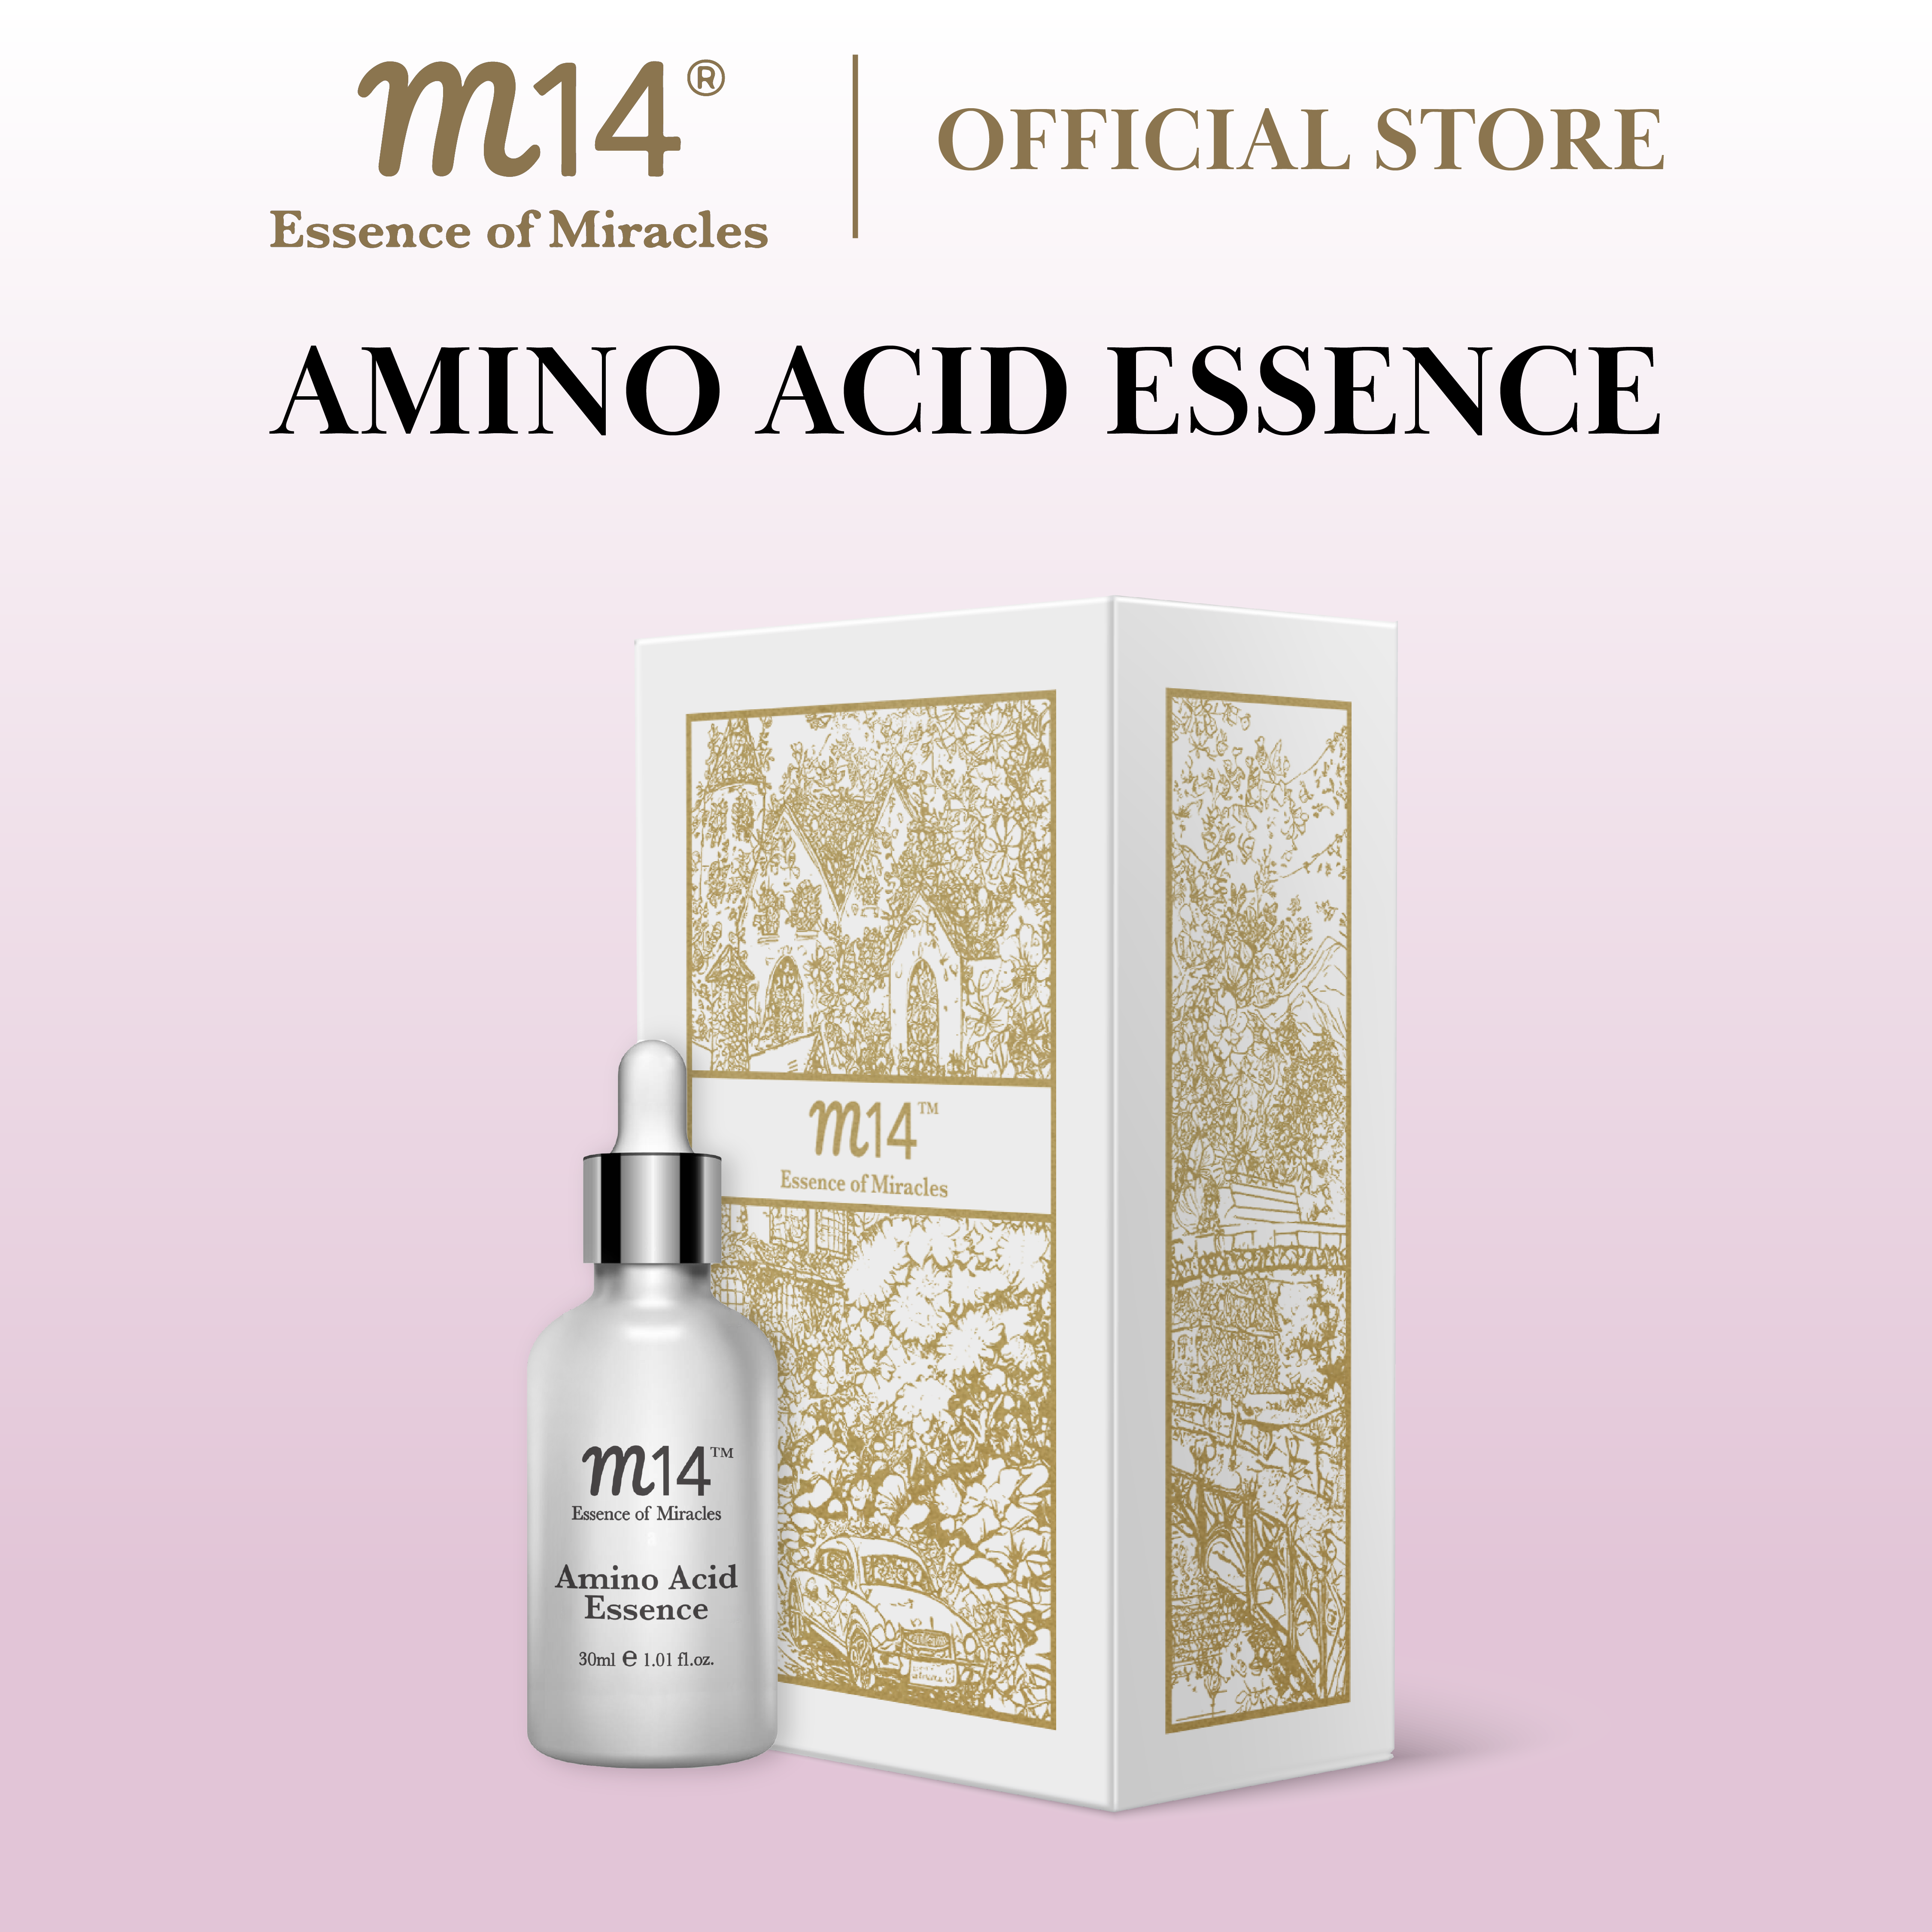 m14®
Essence of Miracles
OFFICIAL STORE
AMINO ACID ESSENCE
m14™
Essence of Miracles
m14™
Essence of Miracles
Amino Acid
Essence
30ml ℮ 1.01 fl.oz.